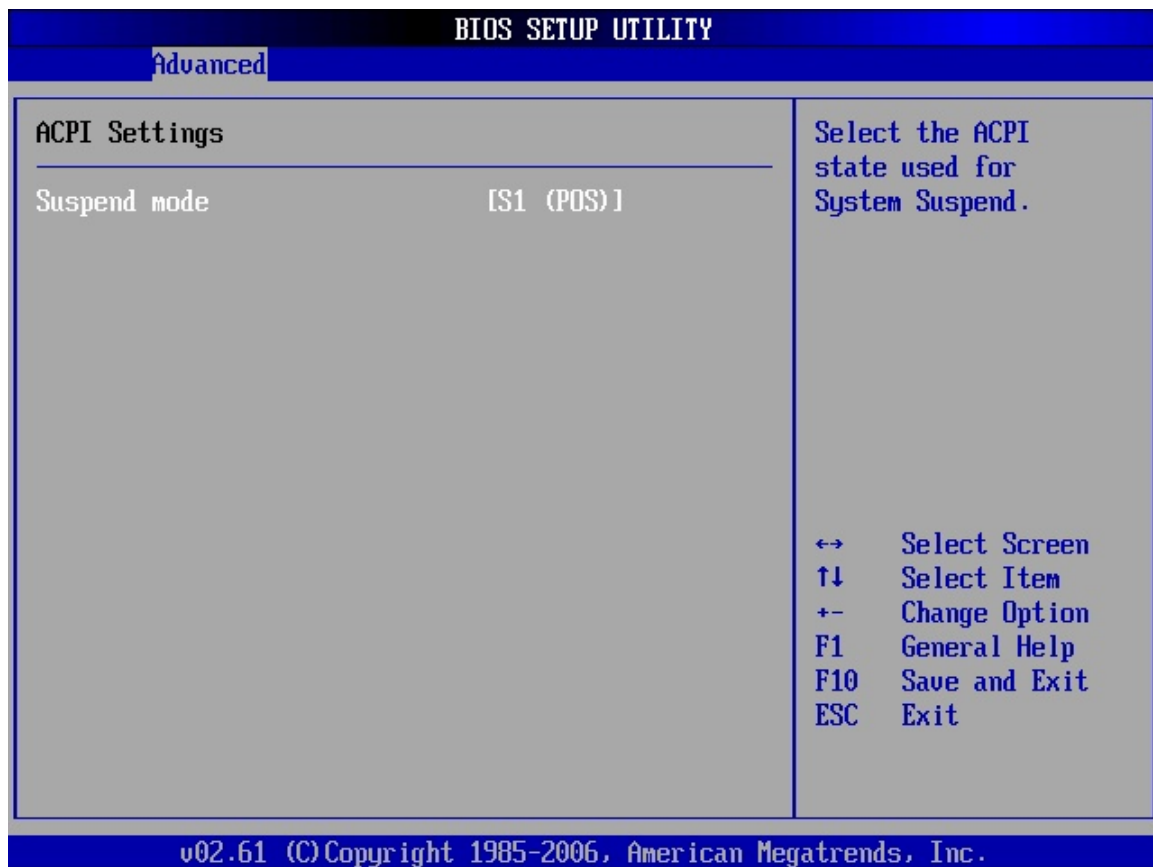 BIOS SETUP UTILITY
Advanced
ACPI Settings
Suspend mode [S1 (POS)]
Select the ACPI
state used for
System Suspend.
←→ Select Screen
↑↓ Select Item
+- Change Option
F1 General Help
F10 Save and Exit
ESC Exit
v02.61 (C)Copyright 1985-2006, American Megatrends, Inc.